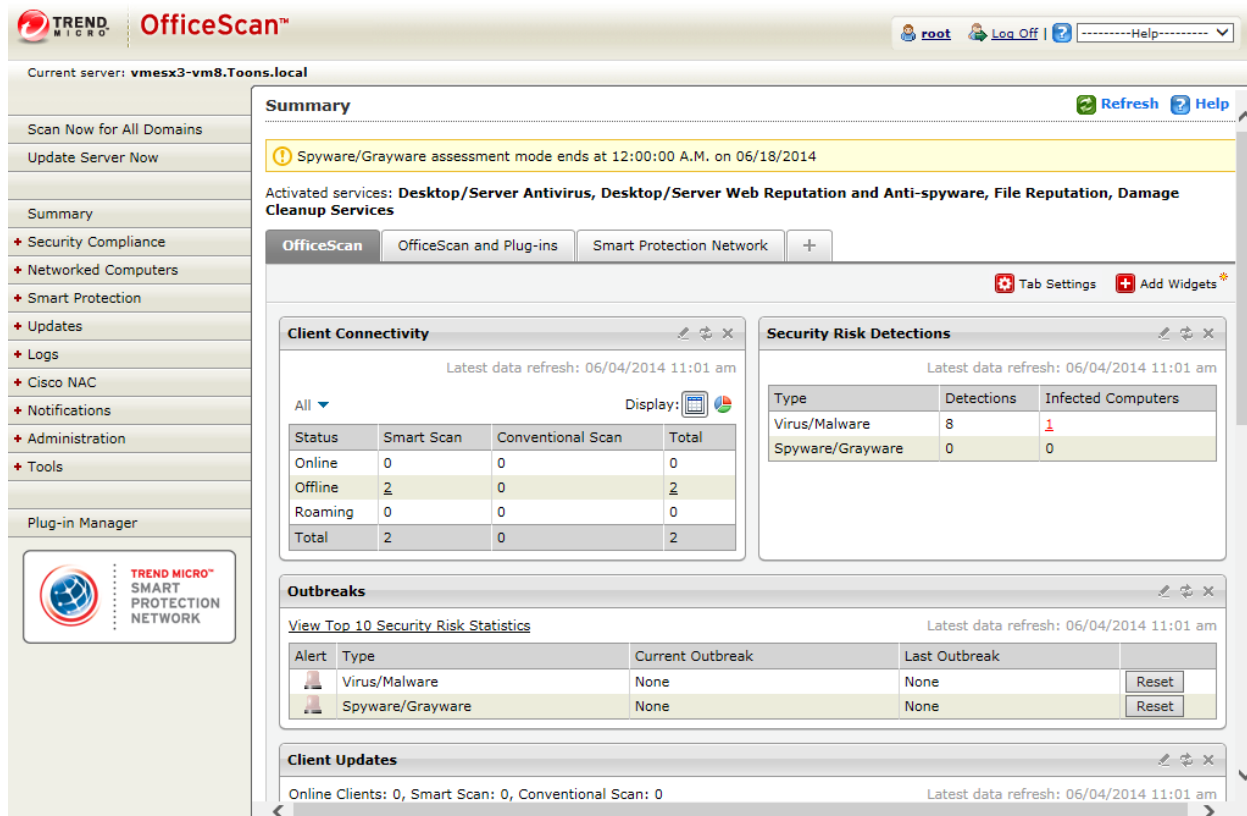 TREND MICRO OfficeScan™
root Log Off | ? ---------Help---------
Current server: vmesx3-vm8.Toons.local
Scan Now for All Domains
Update Server Now
Summary
+ Security Compliance
+ Networked Computers
+ Smart Protection
+ Updates
+ Logs
+ Cisco NAC
+ Notifications
+ Administration
+ Tools
Plug-in Manager
TREND MICRO™
SMART
PROTECTION
NETWORK
Summary Refresh ? Help
Spyware/Grayware assessment mode ends at 12:00:00 A.M. on 06/18/2014
Activated services: Desktop/Server Antivirus, Desktop/Server Web Reputation and Anti-spyware, File Reputation, Damage
Cleanup Services
OfficeScan OfficeScan and Plug-ins Smart Protection Network +
Tab Settings Add Widgets
Client Connectivity
Latest data refresh: 06/04/2014 11:01 am
All Display:
Status Smart Scan Conventional Scan Total
Online 0 0 0
Offline 2 0 2
Roaming 0 0 0
Total 2 0 2
Security Risk Detections
Latest data refresh: 06/04/2014 11:01 am
Type Detections Infected Computers
Virus/Malware 8 1
Spyware/Grayware 0 0
Outbreaks
View Top 10 Security Risk Statistics Latest data refresh: 06/04/2014 11:01 am
Alert Type Current Outbreak Last Outbreak
Virus/Malware None None Reset
Spyware/Grayware None None Reset
Client Updates
Online Clients: 0, Smart Scan: 0, Conventional Scan: 0 Latest data refresh: 06/04/2014 11:01 am